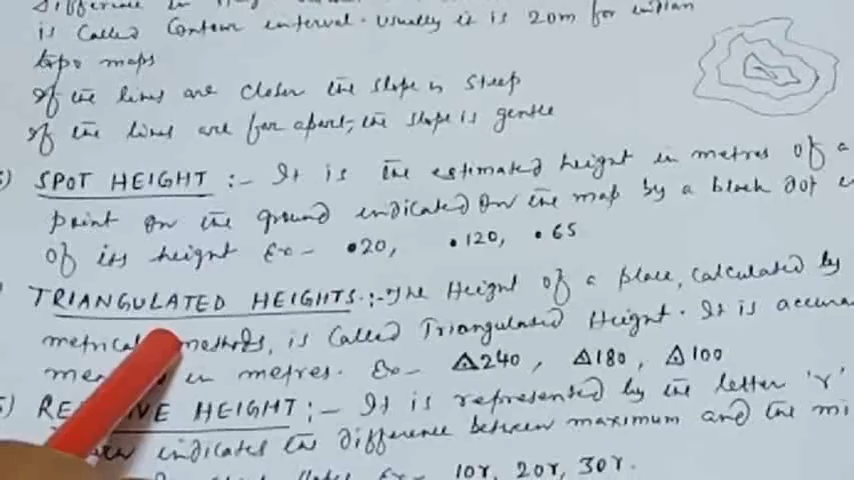 is called Contour interval. usually it is 20m for indian
topo maps
If the lines are closer the slope is steep
If the lines are far apart, the slope is gentle
SPOT HEIGHT :- It is the estimated height in metres of a
point on the ground indicated on the map by a black dot
of its height Ex- .20, .120, .65
TRIANGULATED HEIGHTS :- The Height of a place, calculated by
methods, is called Triangulated Height. It is
in metres. Ex- △240, △180, △100
HEIGHT :- It is represented by the letter 'r'
indicates the difference between maximum and the
Ex- 10r, 20r, 30r.